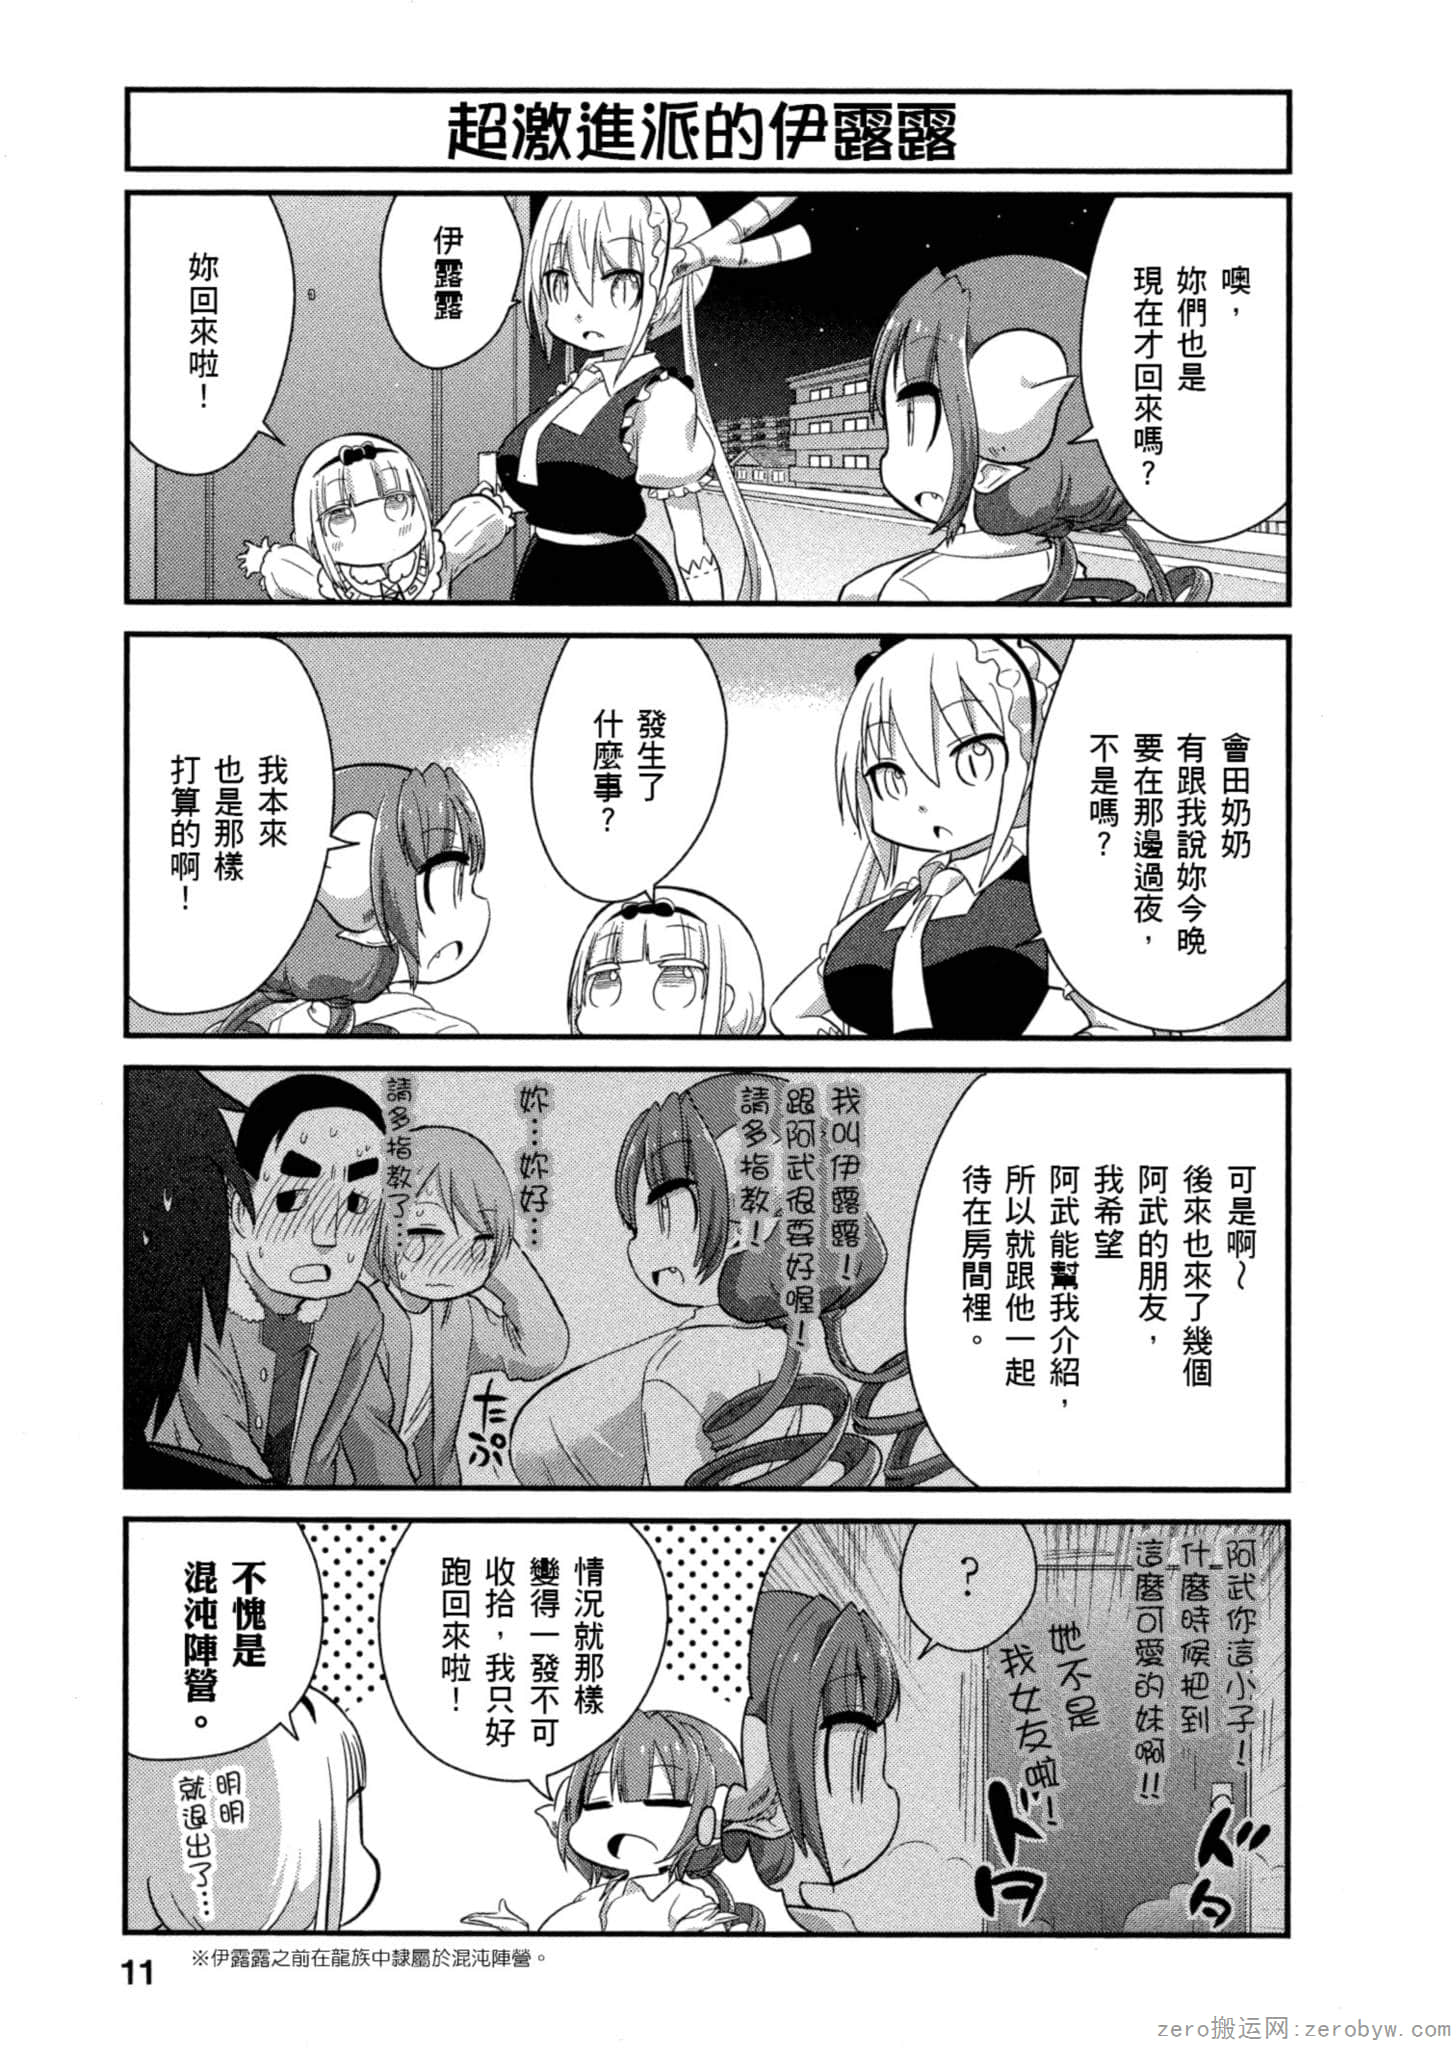 超激進派的伊露露
噢，
妳們也是
現在才回來嗎？
伊露露
妳回來啦！
會田奶奶
有跟我說妳今晚
要在那邊過夜，
不是嗎？
發生了
什麼事？
我本來
也是那樣
打算的啊！
可是啊～
後來也來了幾個
阿武的朋友，
我希望
阿武能幫我介紹，
所以就跟他一起
待在房間裡。
我叫伊露露！
跟阿武很要好喔！
請多指教！
妳…妳好…
請多指教了…
たぷ
阿武你這小子！
什麼時候把到
這麼可愛的妹啊!!
她不是
我女友啦！
？
ドタ
ズダ
情況就那樣
變得一發不可
收拾，我只好
跑回來啦！
不愧是
混沌陣營。
明明
就退出了…
※伊露露之前在龍族中隸屬於混沌陣營。
11
zero搬运网:zerobyw.com